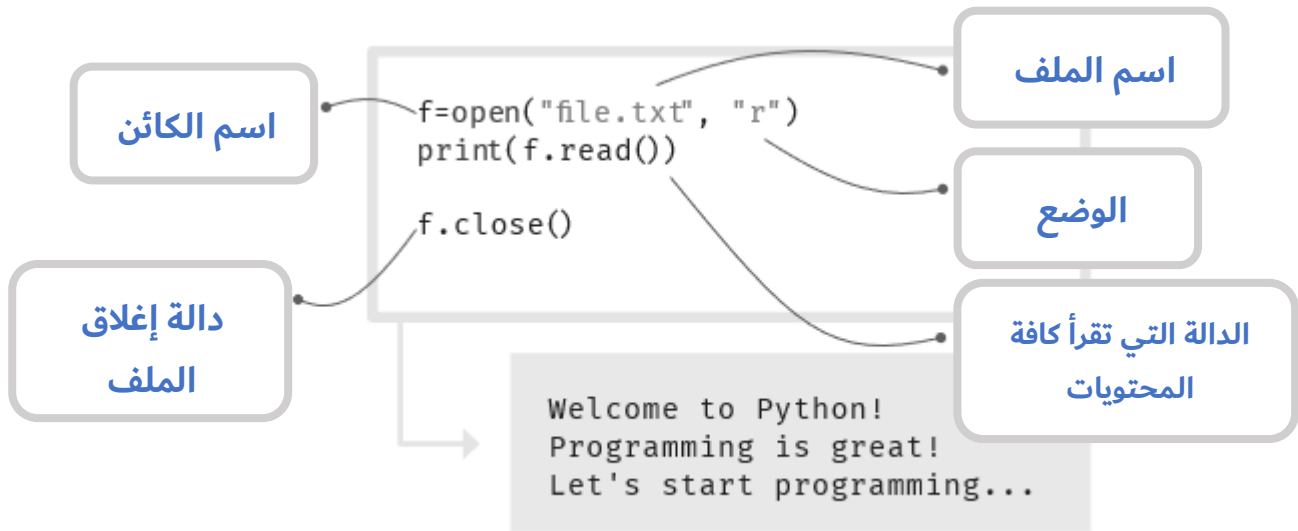 اسم الملف
اسم الكائن
f=open("file.txt", "r")
print(f.read())
الوضع
f.close()
دالة إغلاق
الملف
الدالة التي تقرأ كافة
المحتويات
Welcome to Python!
Programming is great!
Let's start programming...